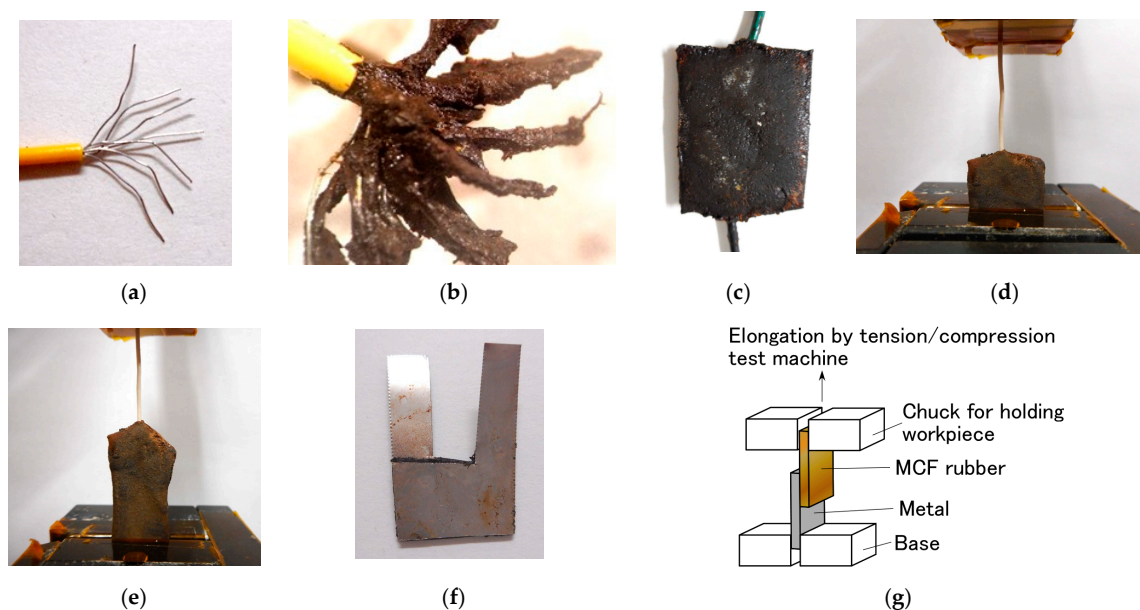 (a)
(b)
(c)
(d)
Elongation by tension/compression
test machine
Chuck for holding
workpiece
MCF rubber
Metal
Base
(e)
(f)
(g)